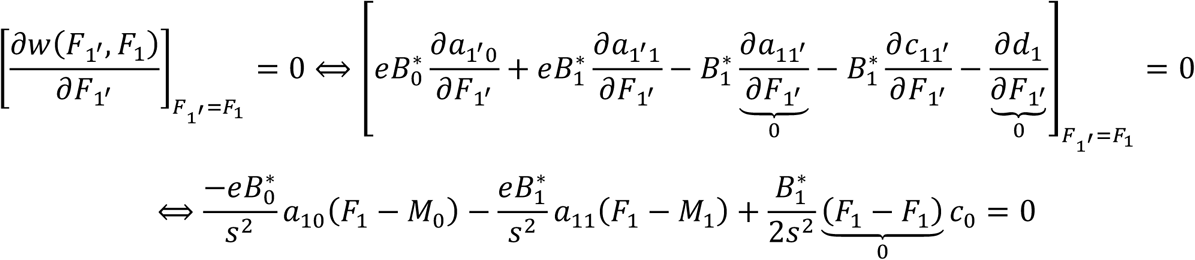 [∂w(F_{1′}, F_1)/∂F_{1′}]_{F_{1′}=F_1} = 0 ⇔ [eB_0^* ∂a_{1′0}/∂F_{1′} + eB_1^* ∂a_{1′1}/∂F_{1′} − B_1^* \underbrace{∂a_{11′}/∂F_{1′}}_{0} − B_1^* ∂c_{11′}/∂F_{1′} − \underbrace{∂d_1/∂F_{1′}}_{0}]_{F_{1′}=F_1} = 0
⇔ −eB_0^*/s^2 a_{10}(F_1 − M_0) − eB_1^*/s^2 a_{11}(F_1 − M_1) + B_1^*/2s^2 \underbrace{(F_1 − F_1)}_{0} c_0 = 0